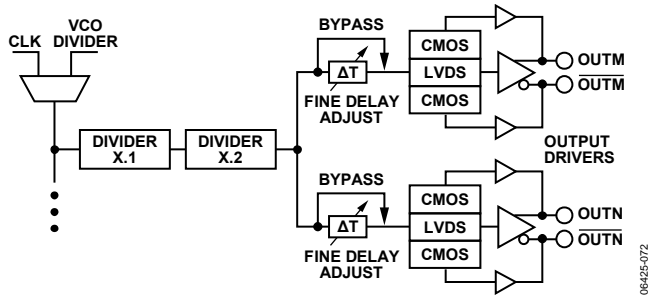 CLK
VCO
DIVIDER
DIVIDER
X.1
DIVIDER
X.2
BYPASS
ΔT
FINE DELAY
ADJUST
CMOS
LVDS
CMOS
OUTM
OUTM
OUTPUT
DRIVERS
BYPASS
ΔT
FINE DELAY
ADJUST
CMOS
LVDS
CMOS
OUTN
OUTN
06425-072